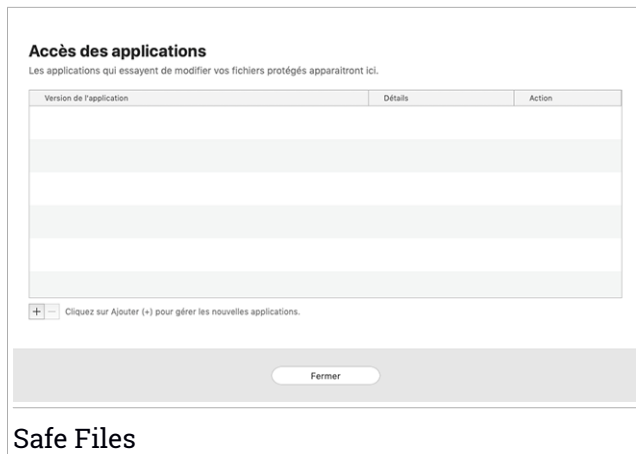 Accès des applications
Les applications qui essayent de modifier vos fichiers protégés apparaitront ici.
Version de l'application Détails Action
+ − Cliquez sur Ajouter (+) pour gérer les nouvelles applications.
Fermer
Safe Files